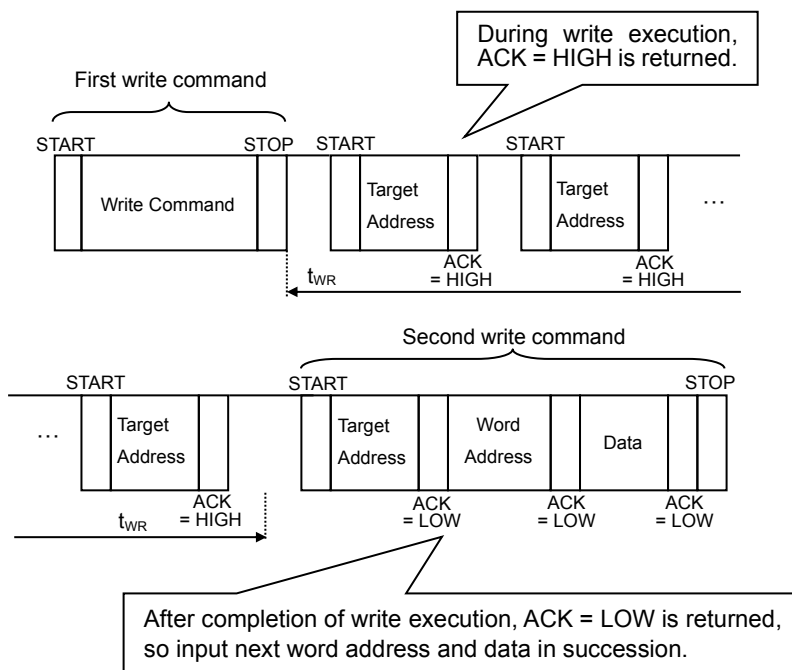 During write execution,
ACK = HIGH is returned.
First write command
START STOP START START
Write Command
Target
Address
Target
Address
...
ACK
= HIGH
ACK
= HIGH
tWR
Second write command
START START STOP
...
Target
Address
Target
Address
Word
Address
Data
ACK
= HIGH
ACK
= LOW
ACK
= LOW
ACK
= LOW
tWR
After completion of write execution, ACK = LOW is returned,
so input next word address and data in succession.